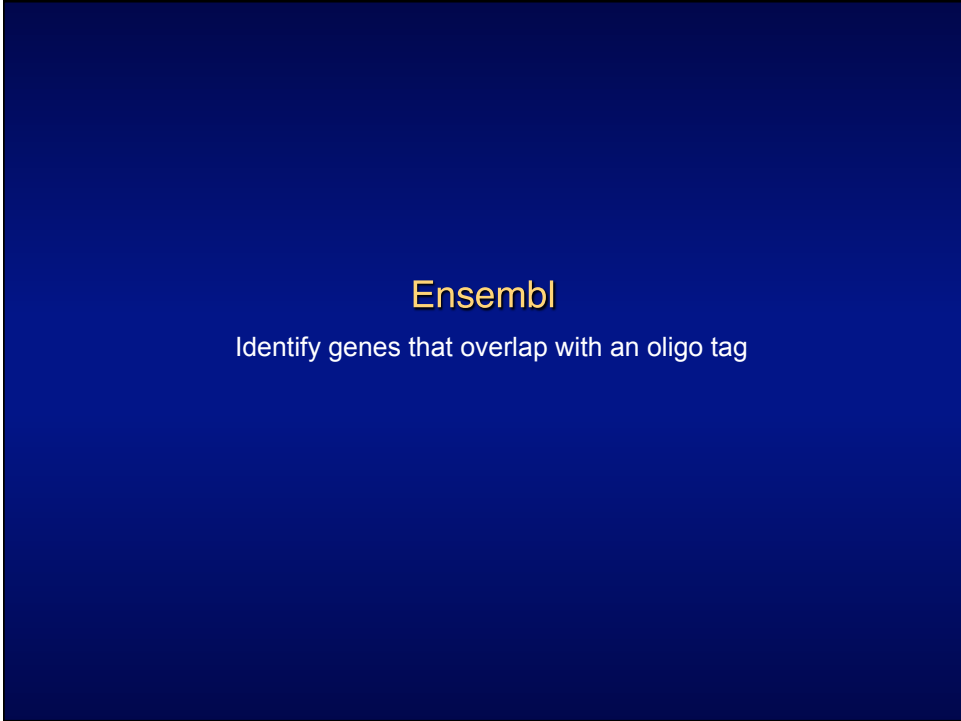 Ensembl
Identify genes that overlap with an oligo tag